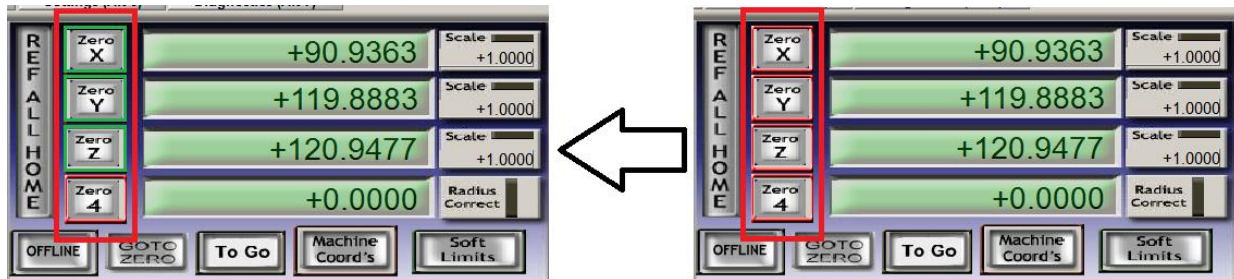 REF ALL HOME
Zero X
+90.9363
Scale
+1.0000
Zero Y
+119.8883
Scale
+1.0000
Zero Z
+120.9477
Scale
+1.0000
Zero 4
+0.0000
Radius Correct
OFFLINE
GOTO ZERO
To Go
Machine Coord's
Soft Limits
REF ALL HOME
Zero X
+90.9363
Scale
+1.0000
Zero Y
+119.8883
Scale
+1.0000
Zero Z
+120.9477
Scale
+1.0000
Zero 4
+0.0000
Radius Correct
OFFLINE
GOTO ZERO
To Go
Machine Coord's
Soft Limits